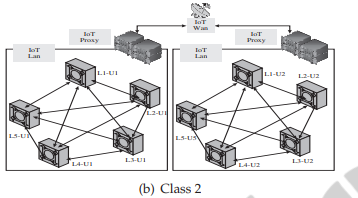 IoT
Wan
IoT
Proxy
IoT
Proxy
IoT
Lan
IoT
Lan
L1-U1
L2-U1
L3-U1
L4-U1
L5-U1
L1-U2
L2-U2
L3-U2
L4-U2
L5-U5
(b) Class 2